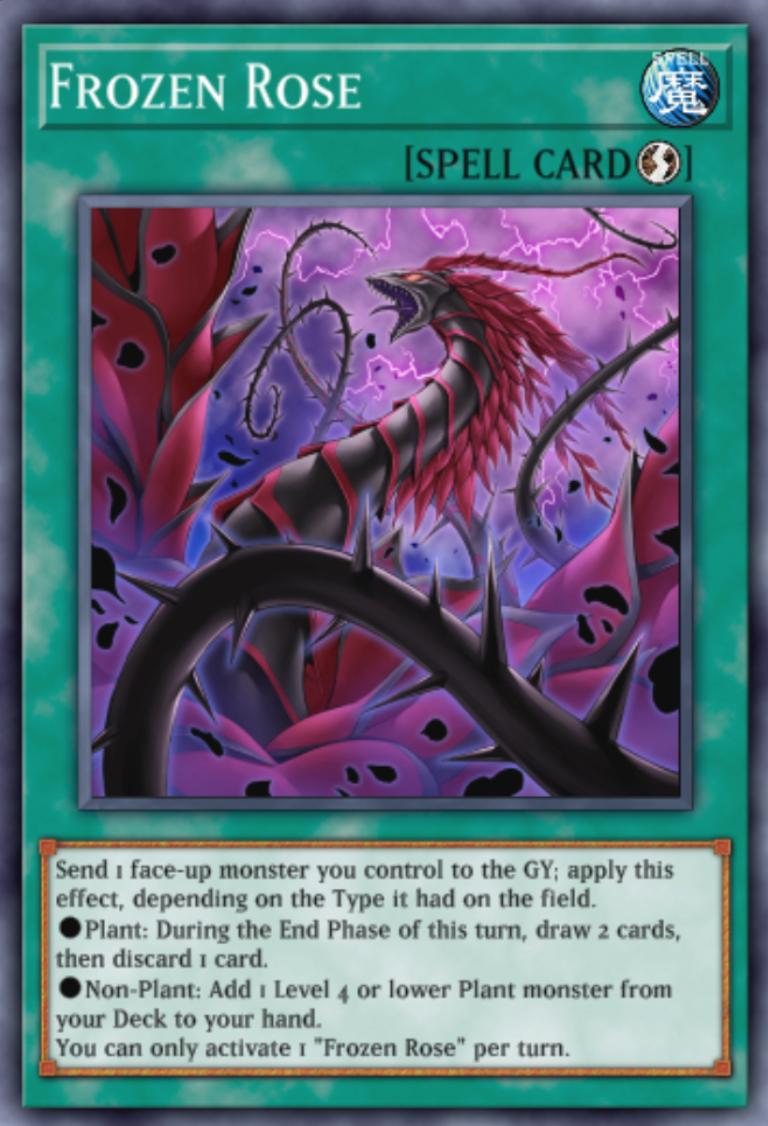 Frozen Rose
SPELL
魔
[SPELL CARD]
Send 1 face-up monster you control to the GY; apply this
effect, depending on the Type it had on the field.
●Plant: During the End Phase of this turn, draw 2 cards,
then discard 1 card.
●Non-Plant: Add 1 Level 4 or lower Plant monster from
your Deck to your hand.
You can only activate 1 "Frozen Rose" per turn.